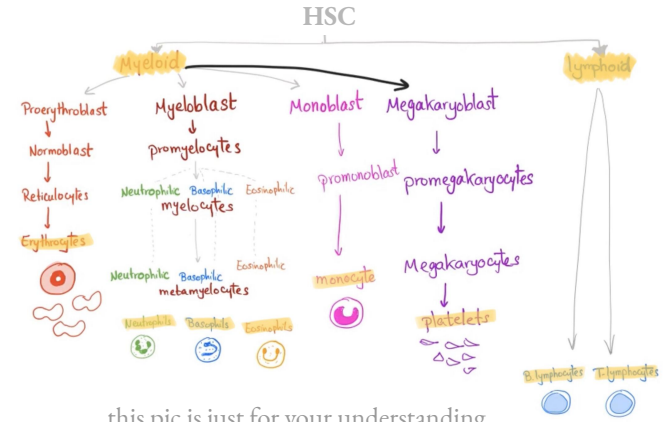 HSC
Myeloid
lymphoid
Proerythroblast
Normoblast
Reticulocytes
Erythrocytes
Myeloblast
promyelocytes
Neutrophilic Basophilic Eosinophilic
myelocytes
Neutrophilic Basophilic Eosinophilic
metamyelocytes
Neutrophils Basophils Eosinophils
Monoblast
promonoblast
monocyte
Megakaryoblast
promegakaryocytes
Megakaryocytes
platelets
B.lymphocytes T.lymphocytes
this pic is just for your understanding